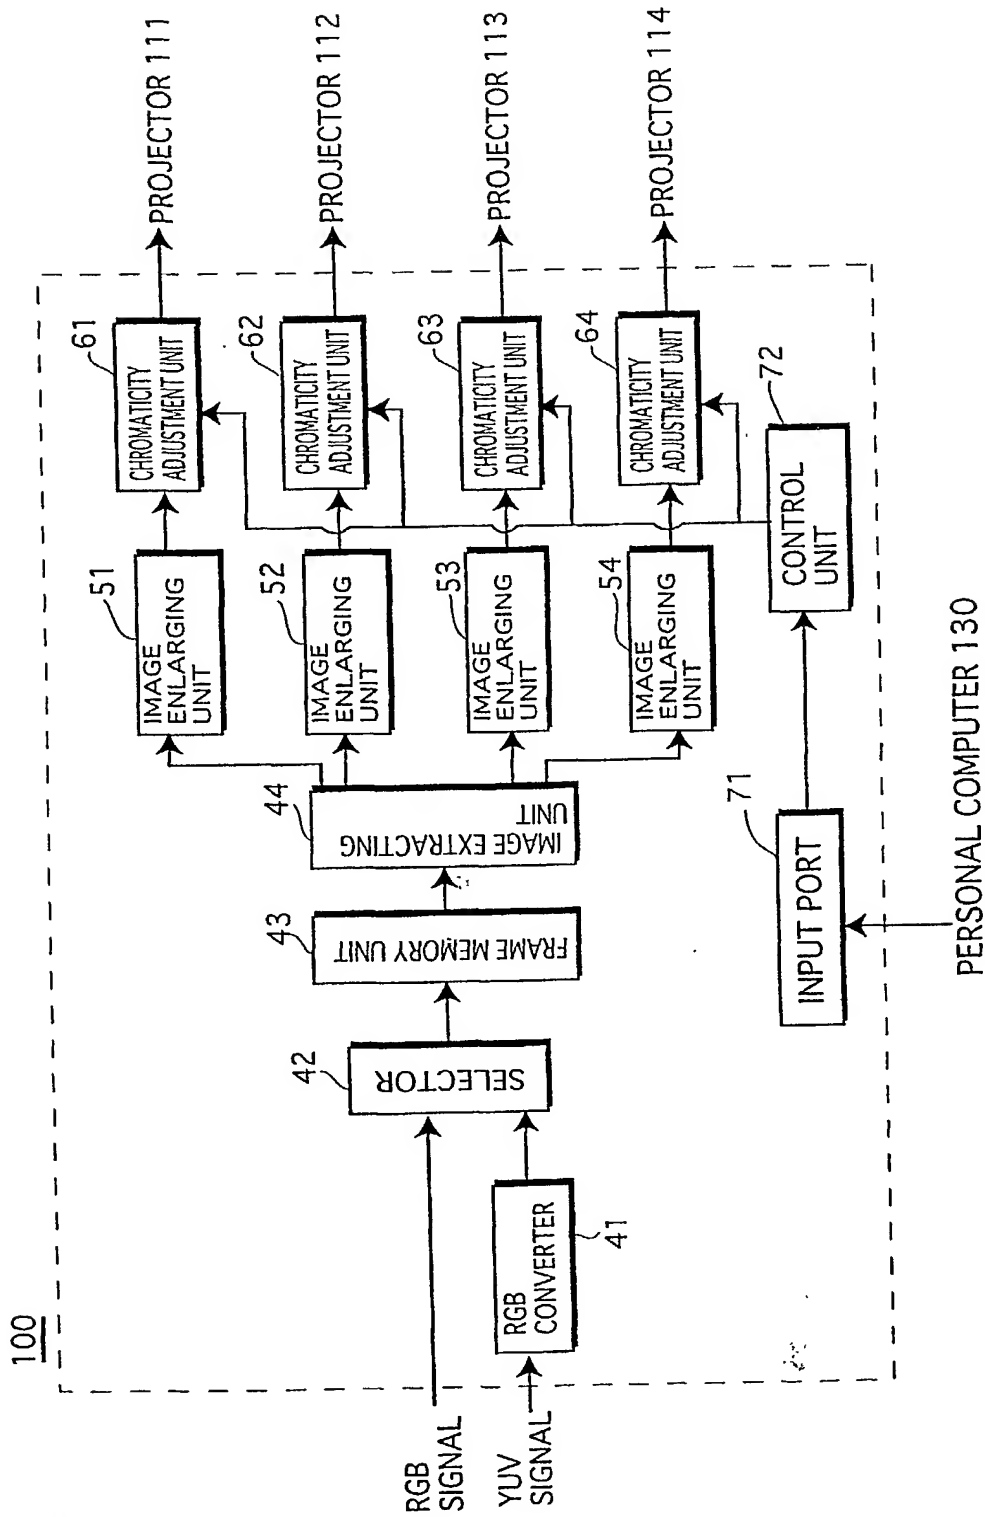 100
RGB
SIGNAL
YUV
SIGNAL
RGB
CONVERTER
41
SELECTOR
42
FRAME MEMORY UNIT
43
IMAGE EXTRACTING
UNIT
44
IMAGE
ENLARGING
UNIT
51
IMAGE
ENLARGING
UNIT
52
IMAGE
ENLARGING
UNIT
53
IMAGE
ENLARGING
UNIT
54
CHROMATICITY
ADJUSTMENT UNIT
61
CHROMATICITY
ADJUSTMENT UNIT
62
CHROMATICITY
ADJUSTMENT UNIT
63
CHROMATICITY
ADJUSTMENT UNIT
64
PROJECTOR 111
PROJECTOR 112
PROJECTOR 113
PROJECTOR 114
INPUT PORT
71
CONTROL
UNIT
72
PERSONAL COMPUTER 130